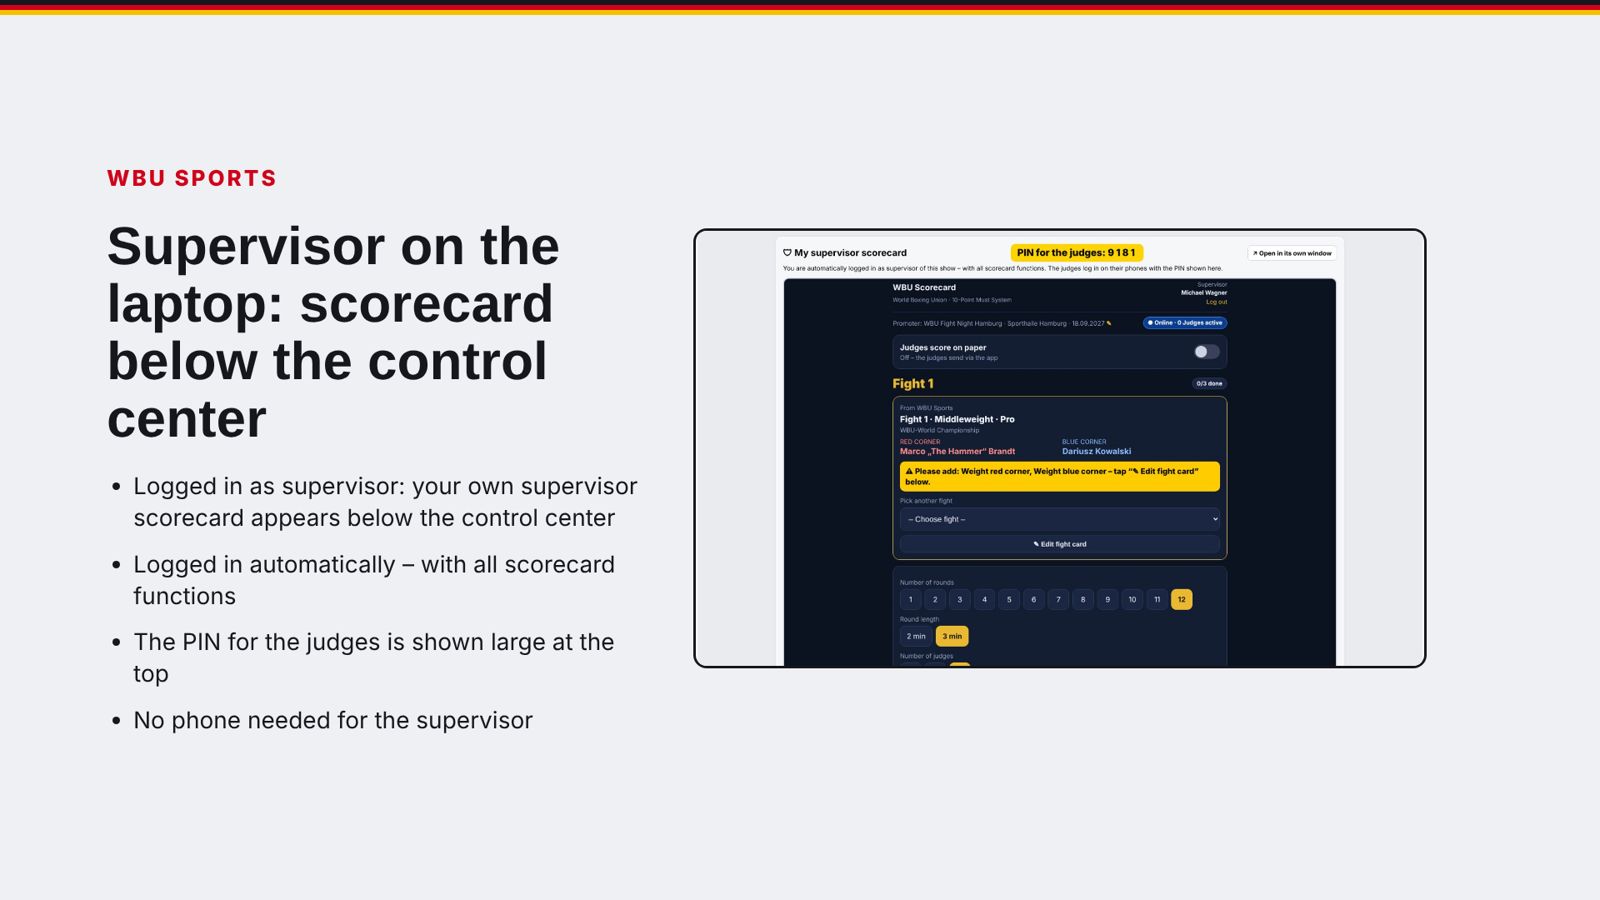 WBU SPORTS
Supervisor on the
laptop: scorecard
below the control
center
• Logged in as supervisor: your own supervisor
scorecard appears below the control center
• Logged in automatically – with all scorecard
functions
• The PIN for the judges is shown large at the
top
• No phone needed for the supervisor
My supervisor scorecard
PIN for the judges: 9181
↗ Open in its own window
You are automatically logged in as supervisor of this show – with all scorecard functions. The judges log in on their phones with the PIN shown here.
WBU Scorecard
World Boxing Union · 10-Point Must System
Supervisor
Michael Wagner
Log out
Promoter: WBU Fight Night Hamburg · Sporthalle Hamburg · 18.09.2027 ✎
● Online · 0 Judges active
Judges score on paper
Off – the judges send via the app
Fight 1
0/3 done
From WBU Sports
Fight 1 · Middleweight · Pro
WBU-World Championship
RED CORNER
Marco „The Hammer“ Brandt
BLUE CORNER
Dariusz Kowalski
⚠ Please add: Weight red corner, Weight blue corner – tap “✎ Edit fight card”
below.
Pick another fight
– Choose fight –
✎ Edit fight card
Number of rounds
1 2 3 4 5 6 7 8 9 10 11 12
Round length
2 min 3 min
Number of judges